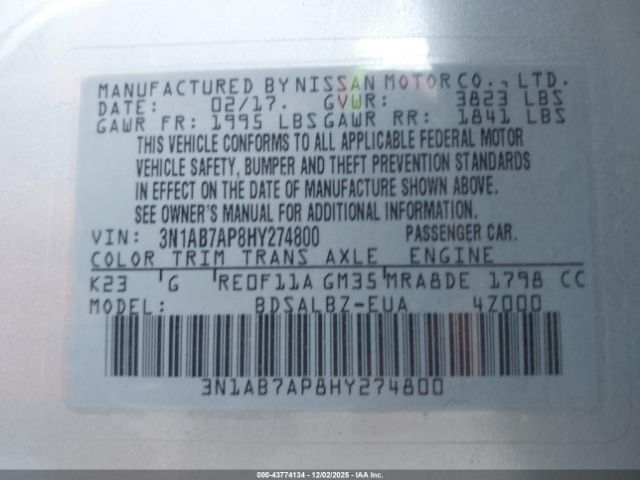 MANUFACTURED BY NISSAN MOTOR CO., LTD.
DATE: 02/17. GVWR: 3823 LBS
GAWR FR: 1995 LBS GAWR RR: 1841 LBS
THIS VEHICLE CONFORMS TO ALL APPLICABLE FEDERAL MOTOR
VEHICLE SAFETY, BUMPER AND THEFT PREVENTION STANDARDS
IN EFFECT ON THE DATE OF MANUFACTURE SHOWN ABOVE.
SEE OWNER'S MANUAL FOR ADDITIONAL INFORMATION.
VIN: 3N1AB7AP8HY274800 PASSENGER CAR.
COLOR TRIM TRANS AXLE ENGINE
K23 G RE0F11A GM35 MRA8DE 1798 CC
MODEL: BDSALBZ-EUA 4Z000
3N1AB7AP8HY274800
000-43774134 - 12/02/2025 - IAA, Inc.